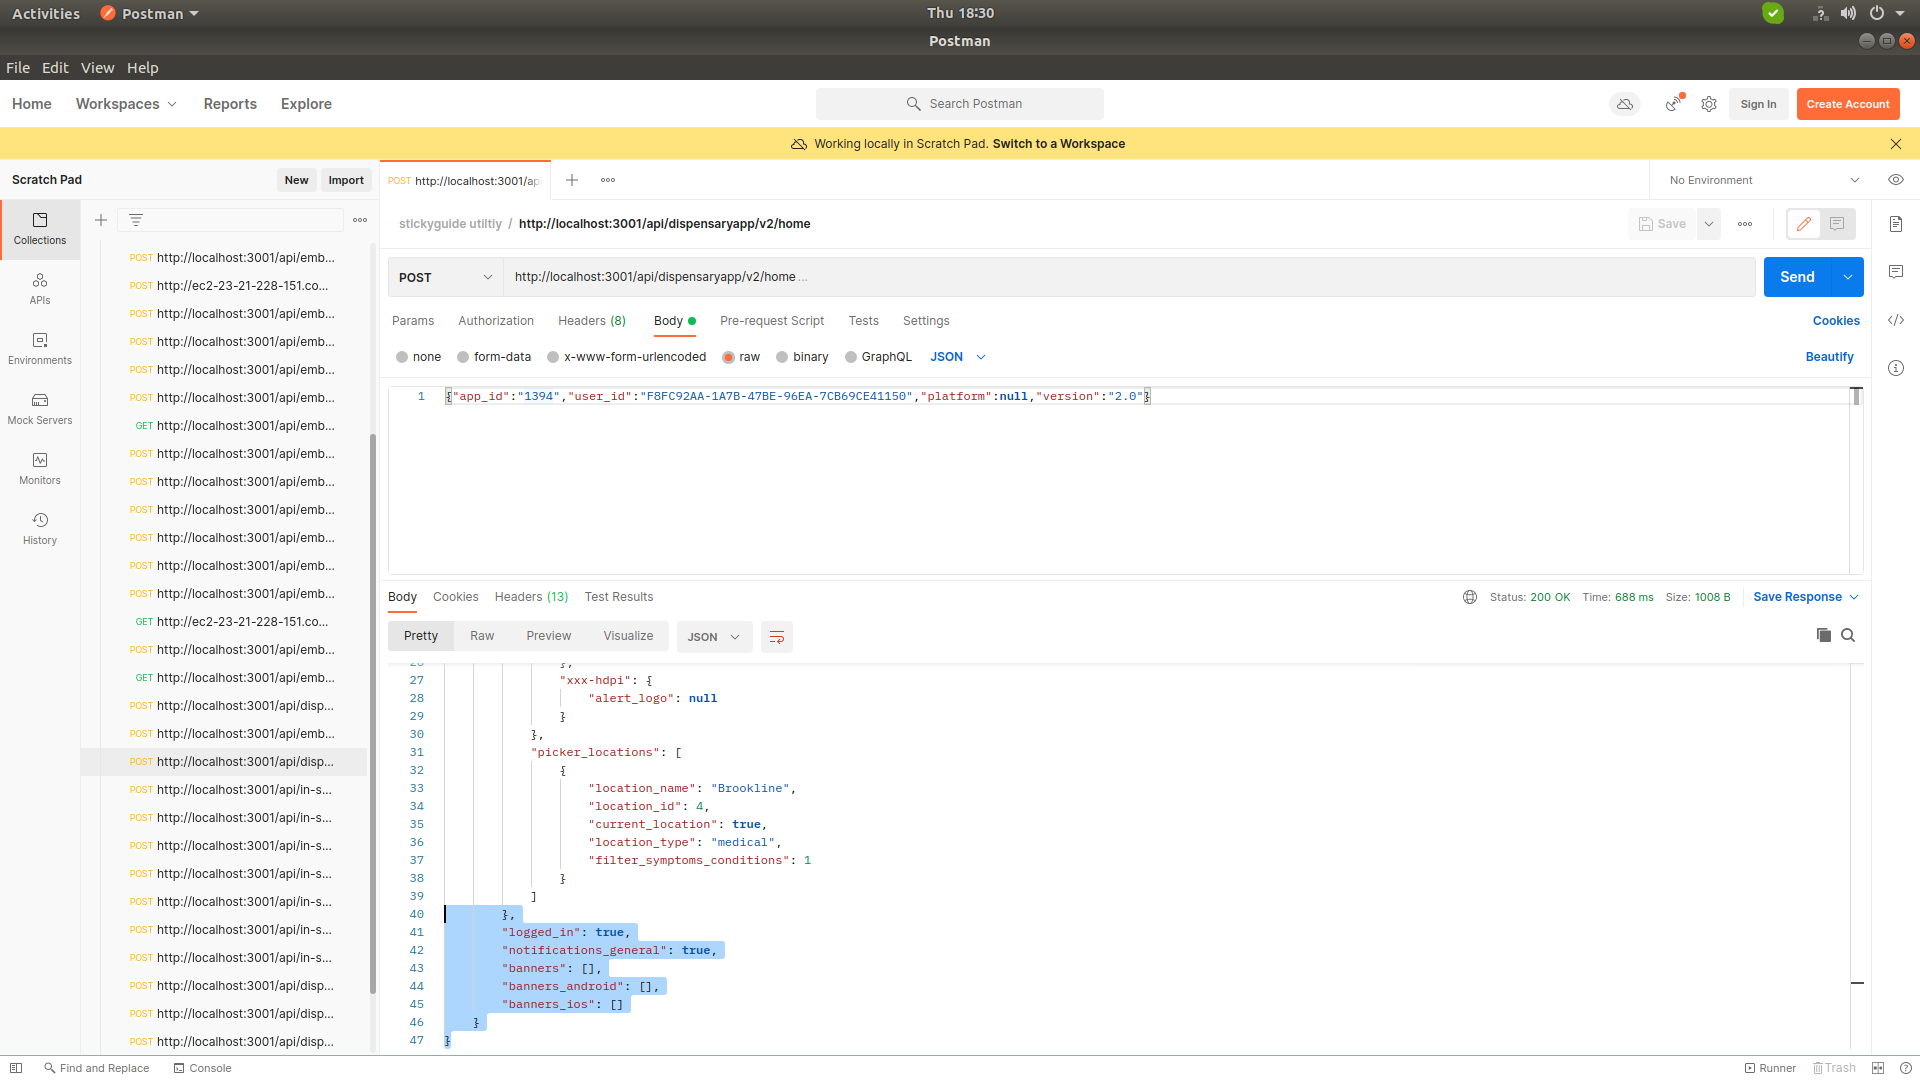 Activities Postman Thu 18:30
Postman
File Edit View Help
Home Workspaces Reports Explore Search Postman Sign In Create Account
Working locally in Scratch Pad. Switch to a Workspace
Scratch Pad New Import POST http://localhost:3001/api No Environment
stickyguide utiltiy / http://localhost:3001/api/dispensaryapp/v2/home Save
POST http://localhost:3001/api/dispensaryapp/v2/home ... Send
Params Authorization Headers (8) Body Pre-request Script Tests Settings Cookies
none form-data x-www-form-urlencoded raw binary GraphQL JSON Beautify
1 {"app_id":"1394","user_id":"F8FC92AA-1A7B-47BE-96EA-7CB69CE41150","platform":null,"version":"2.0"}
Collections
APIs
Environments
Mock Servers
Monitors
History
POST http://localhost:3001/api/emb...
POST http://ec2-23-21-228-151.co...
POST http://localhost:3001/api/emb...
POST http://localhost:3001/api/emb...
POST http://localhost:3001/api/emb...
POST http://localhost:3001/api/emb...
GET http://localhost:3001/api/emb...
POST http://localhost:3001/api/emb...
POST http://localhost:3001/api/emb...
POST http://localhost:3001/api/emb...
POST http://localhost:3001/api/emb...
POST http://localhost:3001/api/emb...
POST http://localhost:3001/api/emb...
GET http://ec2-23-21-228-151.co...
POST http://localhost:3001/api/emb...
GET http://localhost:3001/api/emb...
POST http://localhost:3001/api/disp...
POST http://localhost:3001/api/emb...
POST http://localhost:3001/api/disp...
POST http://localhost:3001/api/in-s...
POST http://localhost:3001/api/in-s...
POST http://localhost:3001/api/in-s...
POST http://localhost:3001/api/in-s...
POST http://localhost:3001/api/in-s...
POST http://localhost:3001/api/in-s...
POST http://localhost:3001/api/in-s...
POST http://localhost:3001/api/disp...
POST http://localhost:3001/api/disp...
POST http://localhost:3001/api/disp...
Body Cookies Headers (13) Test Results Status: 200 OK Time: 688 ms Size: 1008 B Save Response
Pretty Raw Preview Visualize JSON
26 },
27 "xxx-hdpi": {
28 "alert_logo": null
29 }
30 },
31 "picker_locations": [
32 {
33 "location_name": "Brookline",
34 "location_id": 4,
35 "current_location": true,
36 "location_type": "medical",
37 "filter_symptoms_conditions": 1
38 }
39 ]
40 },
41 "logged_in": true,
42 "notifications_general": true,
43 "banners": [],
44 "banners_android": [],
45 "banners_ios": []
46 }
47 }
Find and Replace Console Runner Trash